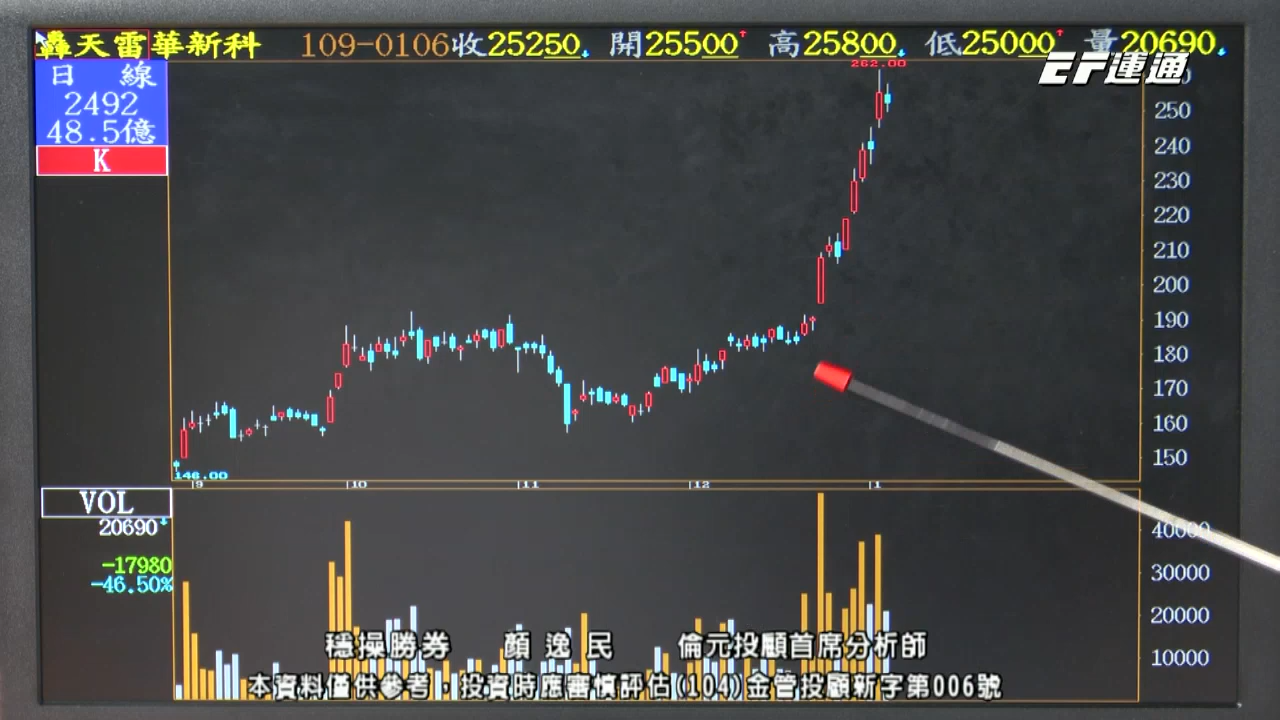 轟天雷華新科 109-0106收25250 開25500 高25800 低25000 量20690
EF運通
日 線
2492
48.5億
K
262.00
250
240
230
220
210
200
190
180
170
160
150
146.00
9 10 11 12 1
VOL
20690
-17980
-46.50%
40000
30000
20000
10000
穩操勝券 顏逸民 倫元投顧首席分析師
本資料僅供參考，投資時應審慎評估(104)金管投顧新字第006號